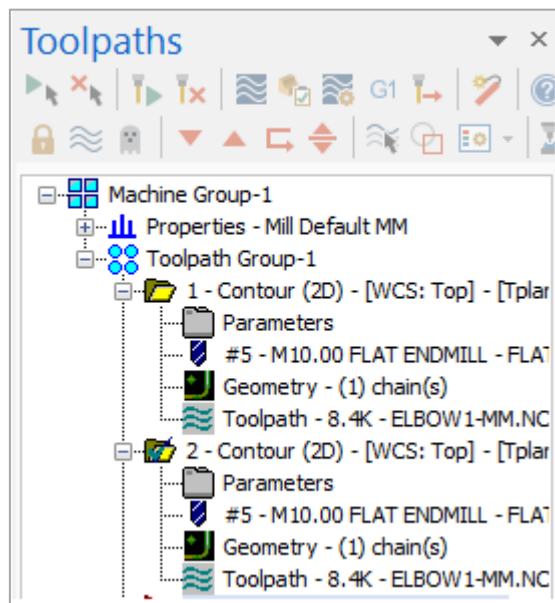 Toolpaths
G1
Machine Group-1
Properties - Mill Default MM
Toolpath Group-1
1 - Contour (2D) - [WCS: Top] - [Tplan
Parameters
#5 - M10.00 FLAT ENDMILL - FLAT
Geometry - (1) chain(s)
Toolpath - 8.4K - ELBOW1-MM.NC
2 - Contour (2D) - [WCS: Top] - [Tplan
Parameters
#5 - M10.00 FLAT ENDMILL - FLAT
Geometry - (1) chain(s)
Toolpath - 8.4K - ELBOW1-MM.NC